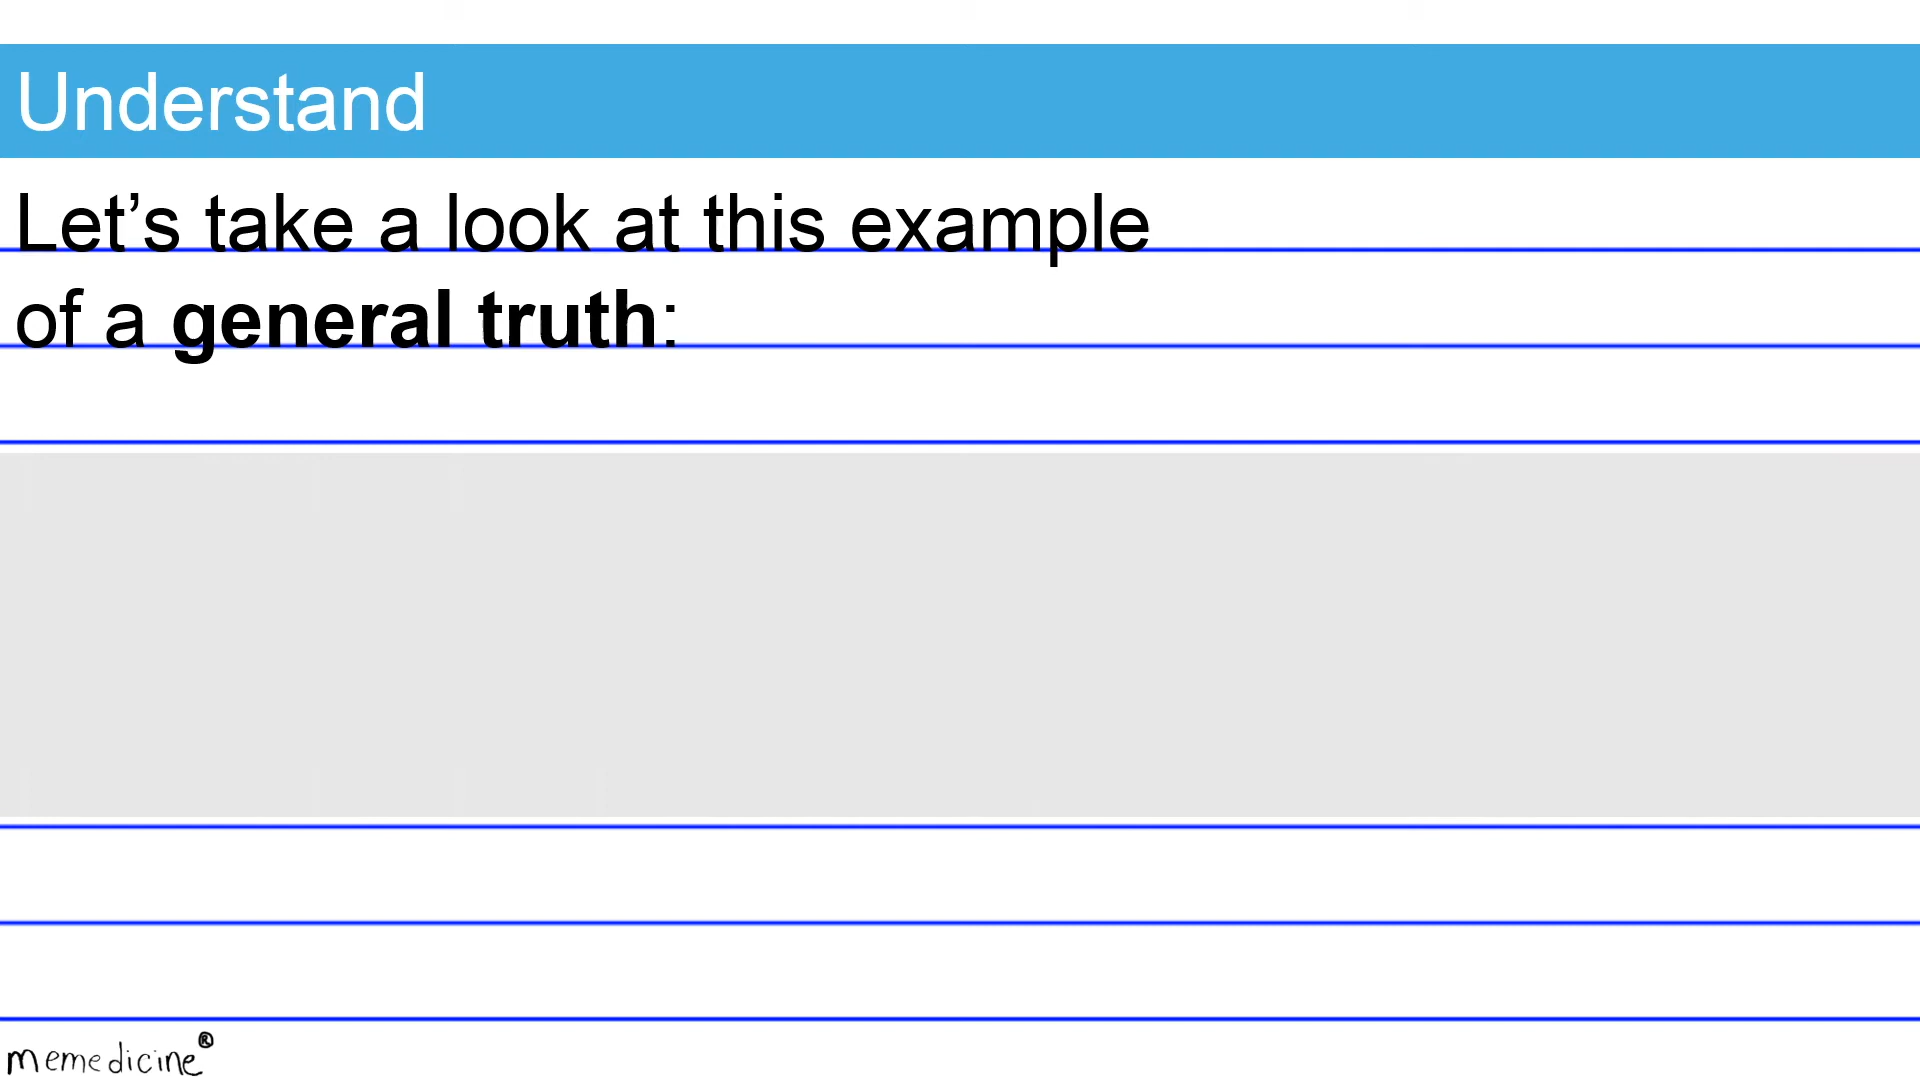 Understand
Let’s take a look at this example
of a general truth:
memedicine®